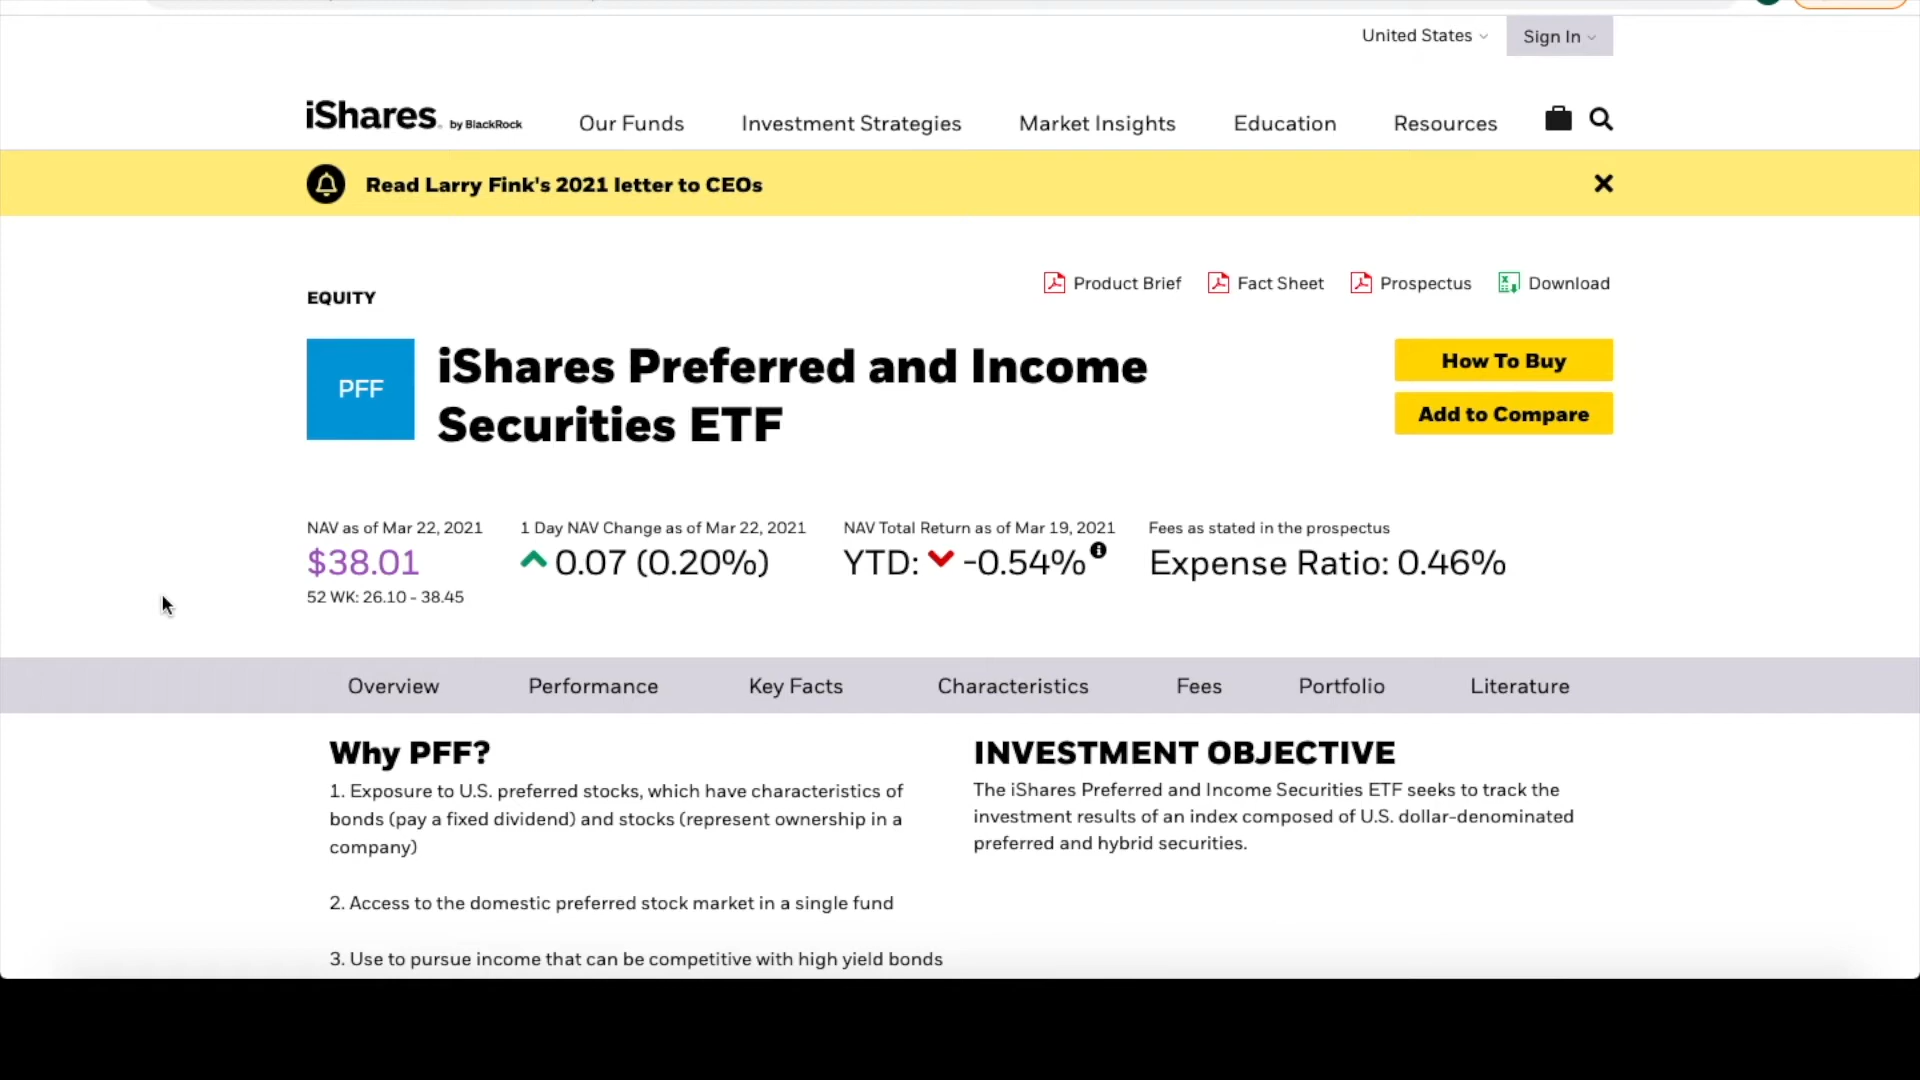 United States
Sign In
iShares. by BlackRock
Our Funds
Investment Strategies
Market Insights
Education
Resources
Read Larry Fink's 2021 letter to CEOs
EQUITY
Product Brief
Fact Sheet
Prospectus
Download
PFF
iShares Preferred and Income
Securities ETF
How To Buy
Add to Compare
NAV as of Mar 22, 2021
$38.01
52 WK: 26.10 - 38.45
1 Day NAV Change as of Mar 22, 2021
0.07 (0.20%)
NAV Total Return as of Mar 19, 2021
YTD: -0.54%
Fees as stated in the prospectus
Expense Ratio: 0.46%
Overview
Performance
Key Facts
Characteristics
Fees
Portfolio
Literature
Why PFF?
1. Exposure to U.S. preferred stocks, which have characteristics of
bonds (pay a fixed dividend) and stocks (represent ownership in a
company)
2. Access to the domestic preferred stock market in a single fund
3. Use to pursue income that can be competitive with high yield bonds
INVESTMENT OBJECTIVE
The iShares Preferred and Income Securities ETF seeks to track the
investment results of an index composed of U.S. dollar-denominated
preferred and hybrid securities.